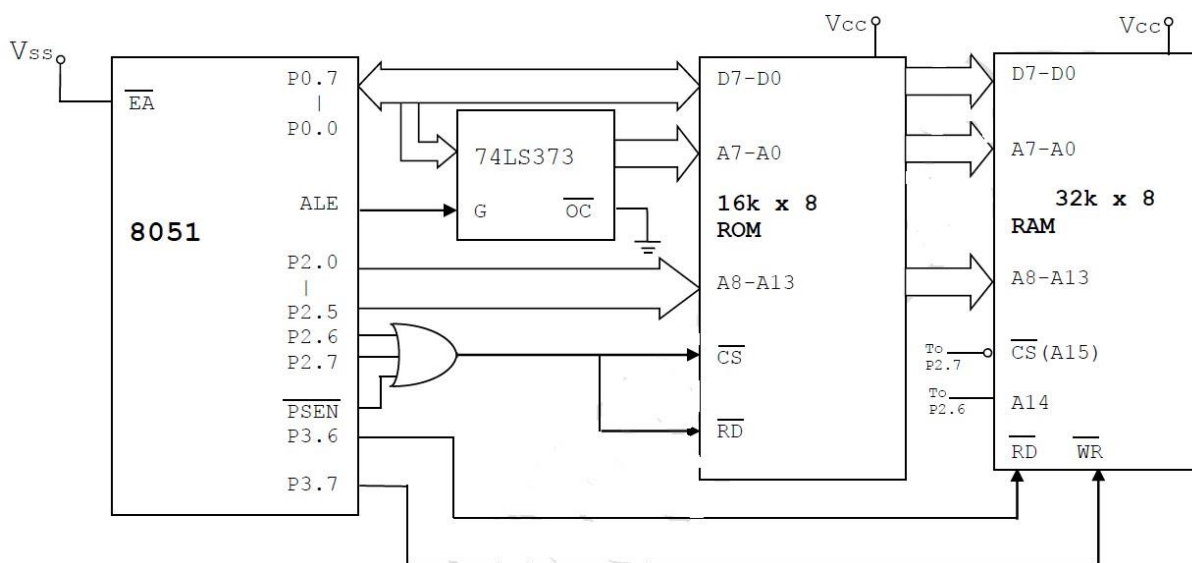 Vss
EA
P0.7
|
P0.0
ALE
8051
P2.0
|
P2.5
P2.6
P2.7
PSEN
P3.6
P3.7
74LS373
G OC
Vcc
D7-D0
A7-A0
16k x 8
ROM
A8-A13
CS
RD
Vcc
D7-D0
A7-A0
32k x 8
RAM
A8-A13
To
P2.7
CS(A15)
To
P2.6
A14
RD WR